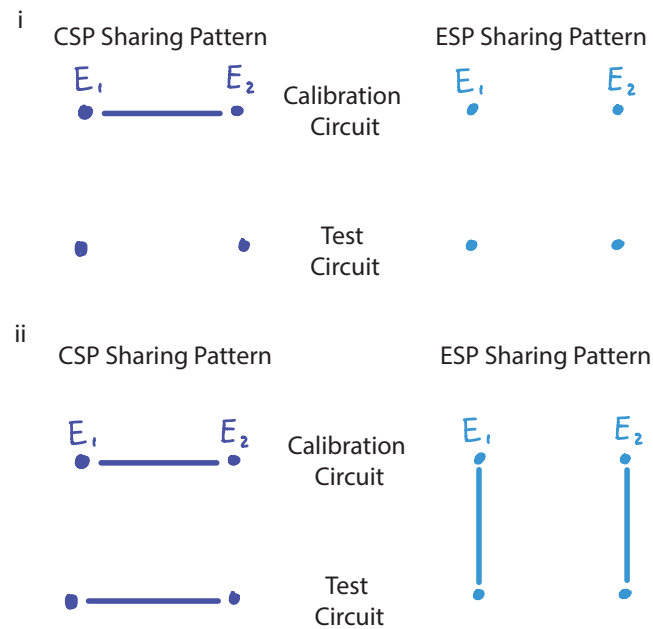 i
CSP Sharing Pattern
ESP Sharing Pattern
E₁
E₂
Calibration
Circuit
E₁
E₂
Test
Circuit
ii
CSP Sharing Pattern
ESP Sharing Pattern
E₁
E₂
Calibration
Circuit
E₁
E₂
Test
Circuit